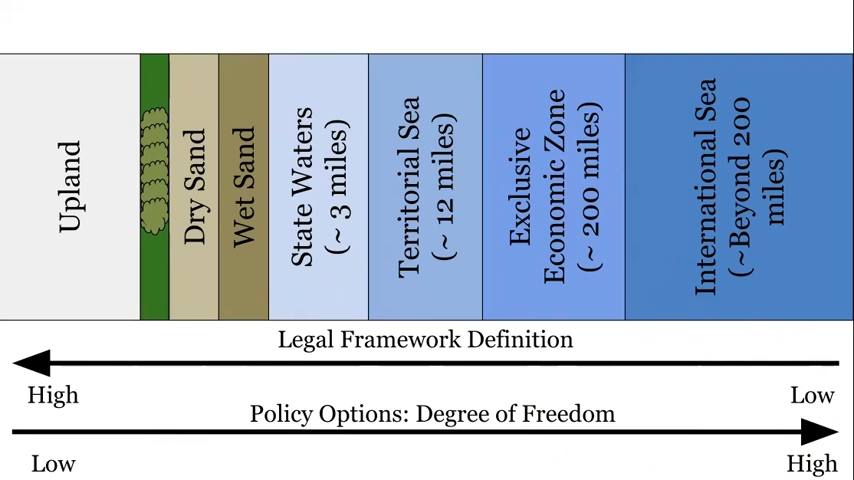 Upland
Dry Sand
Wet Sand
State Waters
(~ 3 miles)
Territorial Sea
(~ 12 miles)
Exclusive
Economic Zone
(~ 200 miles)
International Sea
(~Beyond 200
miles)
Legal Framework Definition
High
Low
Policy Options: Degree of Freedom
Low
High